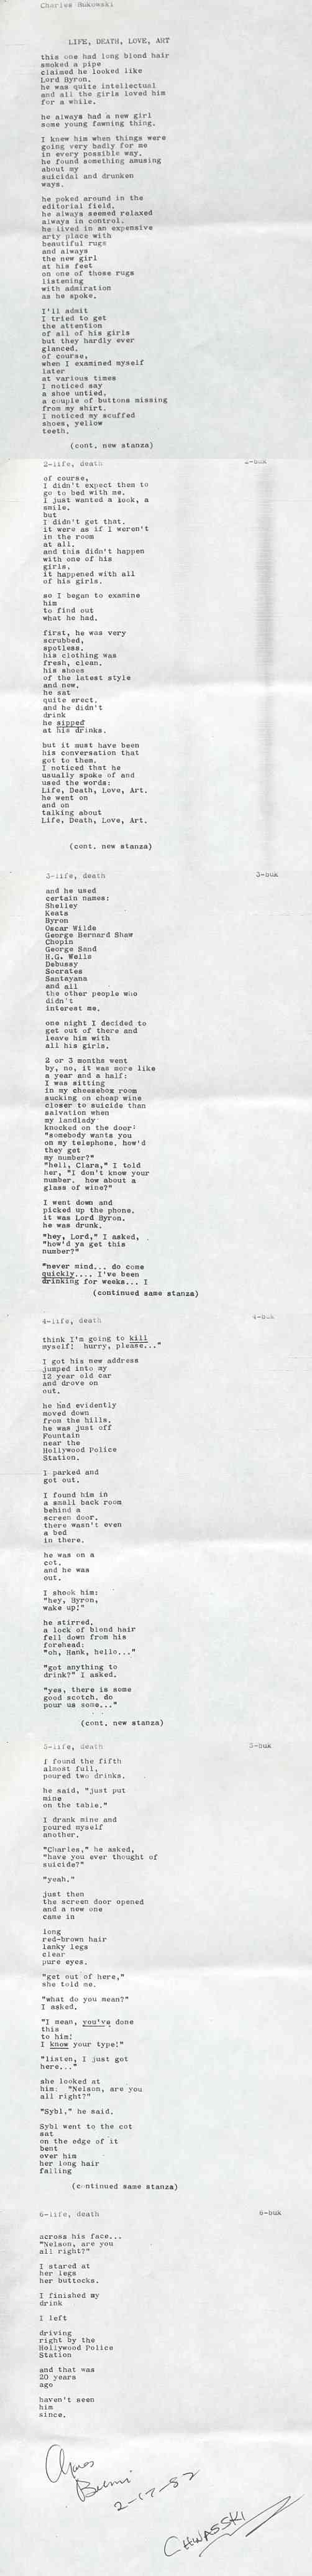 Charles Bukowski
LIFE, DEATH, LOVE, ART
this one had long blond hair
smoked a pipe
claimed he looked like
Lord Byron.
he was quite intellectual
and all the girls loved him
for a while.
he always had a new girl
some young fawning thing.
I knew him when things were
going very badly for me
in every possible way.
he found something amusing
about my
suicidal and drunken
ways.
he poked around in the
editorial field,
he always seemed relaxed
always in control.
he lived in an expensive
arty place with
beautiful rugs
and always
the new girl
at his feet
on one of those rugs
listening
with admiration
as he spoke.
I'll admit
I tried to get
the attention
of all of his girls
but they hardly ever
glanced.
of course,
when I examined myself
later
at various times
I noticed say
a shoe untied,
a couple of buttons missing
from my shirt.
I noticed my scuffed
shoes, yellow
teeth.
(cont. new stanza)
2-life, death
2-buk
of course,
I didn't expect them to
go to bed with me.
I just wanted a look, a
smile.
but
I didn't get that.
it were as if I weren't
in the room
at all.
and this didn't happen
with one of his
girls,
it happened with all
of his girls.
so I began to examine
him
to find out
what he had.
first, he was very
scrubbed,
spotless.
his clothing was
fresh, clean.
his shoes
of the latest style
and new.
he sat
quite erect.
and he didn't
drink
he sipped
at his drinks.
but it must have been
his conversation that
got to them.
I noticed that he
usually spoke of and
used the words:
Life, Death, Love, Art.
he went on
and on
talking about
Life, Death, Love, Art.
(cont. new stanza)
3-life, death
3-buk
and he used
certain names:
Shelley
Keats
Byron
Oscar Wilde
George Bernard Shaw
Chopin
George Sand
H.G. Wells
Debussy
Socrates
Santayana
and all
the other people who
didn't
interest me.
one night I decided to
get out of there and
leave him with
all his girls.
2 or 3 months went
by, no, it was more like
a year and a half:
I was sitting
in my cheesebox room
sucking on cheap wine
closer to suicide than
salvation when
my landlady
knocked on the door:
"somebody wants you
on my telephone. how'd
they get
my number?"
"hell, Clara," I told
her, "I don't know your
number. how about a
glass of wine?"
I went down and
picked up the phone.
it was Lord Byron.
he was drunk.
"hey, Lord," I asked,
"how'd ya get this
number?"
"never mind... do come
quickly.... I've been
drinking for weeks... I
(continued same stanza)
4-life, death
4-buk
think I'm going to kill
myself! hurry, please..."
I got his new address
jumped into my
12 year old car
and drove on
out.
he had evidently
moved down
from the hills,
he was just off
Fountain
near the
Hollywood Police
Station.
I parked and
got out.
I found him in
a small back room
behind a
screen door.
there wasn't even
a bed
in there.
he was on a
cot.
and he was
out.
I shook him:
"hey, Byron,
wake up!"
he stirred,
a lock of blond hair
fell down from his
forehead:
"oh, Hank, hello..."
"got anything to
drink?" I asked.
"yes, there is some
good scotch, do
pour us some..."
(cont. new stanza)
5-life, death
5-buk
I found the fifth
almost full,
poured two drinks.
he said, "just put
mine
on the table."
I drank mine and
poured myself
another.
"Charles," he asked,
"have you ever thought of
suicide?"
"yeah."
just then
the screen door opened
and a new one
came in
long
red-brown hair
lanky legs
clear
pure eyes.
"get out of here,"
she told me.
"what do you mean?"
I asked.
"I mean, you've done
this
to him!
I know your type!"
"listen, I just got
here..."
she looked at
him: "Nelson, are you
all right?"
"Sybl," he said.
Sybl went to the cot
sat
on the edge of it
bent
over him
her long hair
falling
(continued same stanza)
6-life, death
6-buk
across his face...
"Nelson, are you
all right?"
I stared at
her legs
her buttocks.
I finished my
drink
I left
driving
right by the
Hollywood Police
Station
and that was
20 years
ago
haven't seen
him
since.
2-17-82
CHINASSKI